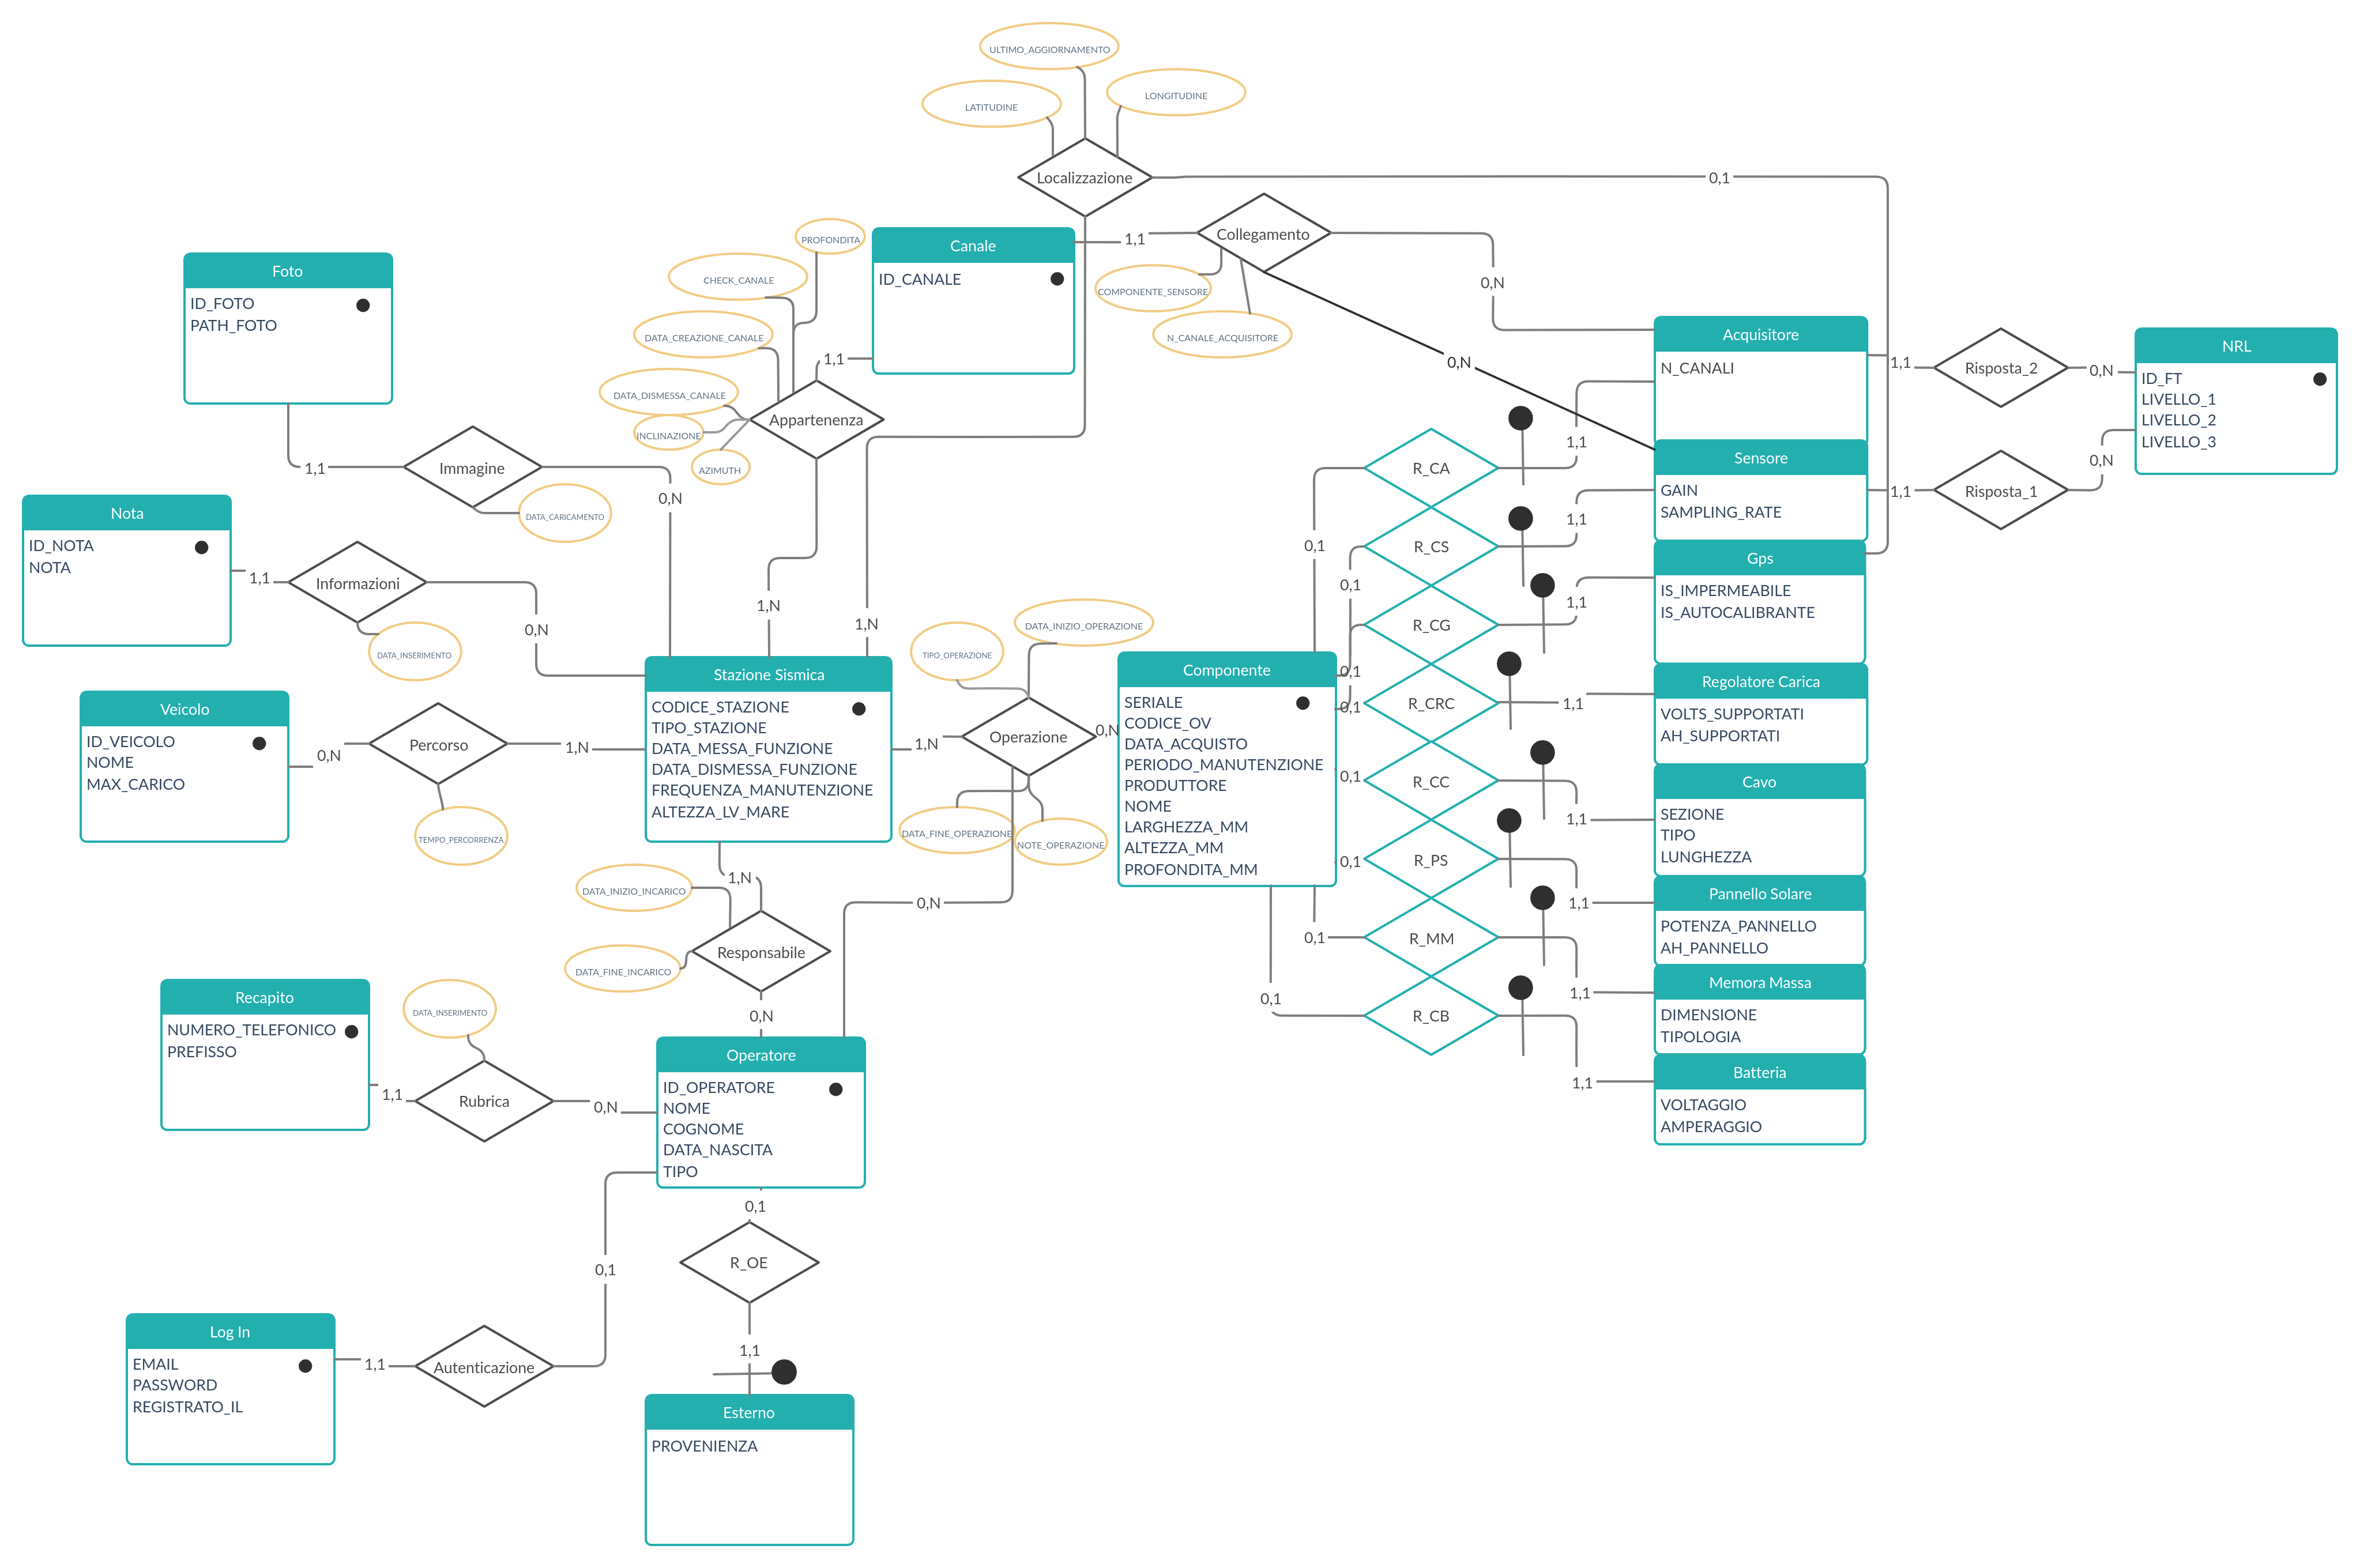 ULTIMO_AGGIORNAMENTO
LATITUDINE
LONGITUDINE
Localizzazione
0,1
PROFONDITA
Canale
ID_CANALE
1,1
Collegamento
COMPONENTE_SENSORE
N_CANALE_ACQUISITORE
0,N
0,N
CHECK_CANALE
DATA_CREAZIONE_CANALE
1,1
DATA_DISMESSA_CANALE
INCLINAZIONE
AZIMUTH
Appartenenza
1,N
1,N
Foto
ID_FOTO
PATH_FOTO
1,1
Immagine
DATA_CARICAMENTO
0,N
Nota
ID_NOTA
NOTA
1,1
Informazioni
DATA_INSERIMENTO
0,N
Acquisitore
N_CANALI
1,1
Risposta_2
0,N
NRL
ID_FT
LIVELLO_1
LIVELLO_2
LIVELLO_3
Sensore
GAIN
SAMPLING_RATE
1,1
Risposta_1
0,N
Gps
IS_IMPERMEABILE
IS_AUTOCALIBRANTE
Regolatore Carica
VOLTS_SUPPORTATI
AH_SUPPORTATI
Cavo
SEZIONE
TIPO
LUNGHEZZA
Pannello Solare
POTENZA_PANNELLO
AH_PANNELLO
Memora Massa
DIMENSIONE
TIPOLOGIA
Batteria
VOLTAGGIO
AMPERAGGIO
0,1
R_CA
1,1
0,1
R_CS
1,1
0,1
R_CG
1,1
0,1
R_CRC
1,1
0,1
R_CC
1,1
0,1
R_PS
1,1
0,1
R_MM
1,1
0,1
R_CB
1,1
Veicolo
ID_VEICOLO
NOME
MAX_CARICO
0,N
Percorso
TEMPO_PERCORRENZA
1,N
Stazione Sismica
CODICE_STAZIONE
TIPO_STAZIONE
DATA_MESSA_FUNZIONE
DATA_DISMESSA_FUNZIONE
FREQUENZA_MANUTENZIONE
ALTEZZA_LV_MARE
1,N
TIPO_OPERAZIONE
DATA_INIZIO_OPERAZIONE
Operazione
DATA_FINE_OPERAZIONE
NOTE_OPERAZIONE
0,N
0,N
Componente
SERIALE
CODICE_OV
DATA_ACQUISTO
PERIODO_MANUTENZIONE
PRODUTTORE
NOME
LARGHEZZA_MM
ALTEZZA_MM
PROFONDITA_MM
1,N
DATA_INIZIO_INCARICO
DATA_FINE_INCARICO
Responsabile
0,N
Recapito
NUMERO_TELEFONICO
PREFISSO
1,1
DATA_INSERIMENTO
Rubrica
0,N
Operatore
ID_OPERATORE
NOME
COGNOME
DATA_NASCITA
TIPO
0,1
R_OE
1,1
0,1
Log In
EMAIL
PASSWORD
REGISTRATO_IL
1,1
Autenticazione
Esterno
PROVENIENZA